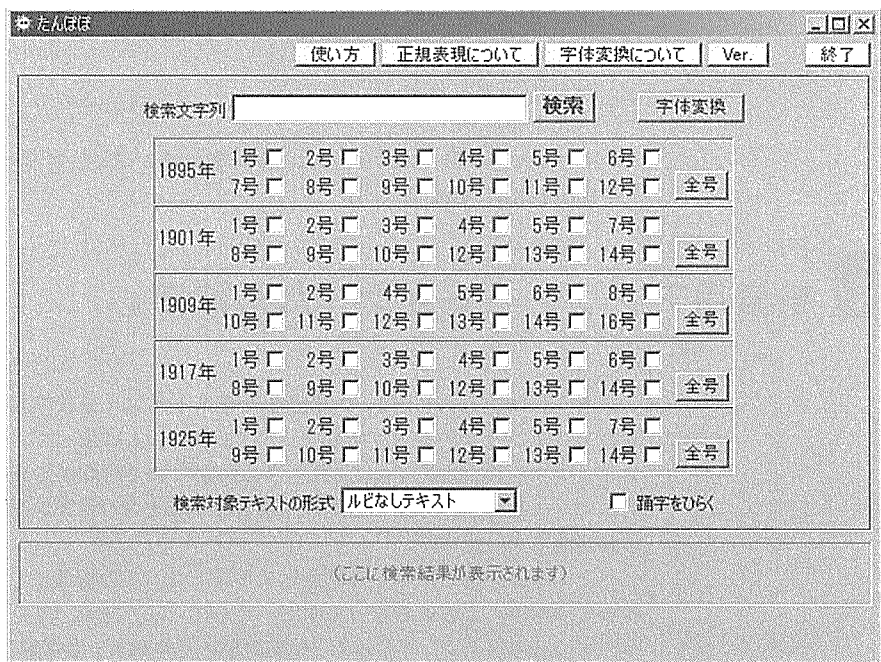 たんぽぽ
使い方 正規表現について 字体変換について Ver. 終了
検索文字列 検索 字体変換
1895年 1号 2号 3号 4号 5号 6号
7号 8号 9号 10号 11号 12号 全号
1901年 1号 2号 3号 4号 5号 7号
8号 9号 10号 12号 13号 14号 全号
1909年 1号 2号 4号 5号 6号 8号
10号 11号 12号 13号 14号 16号 全号
1917年 1号 2号 3号 4号 5号 6号
8号 9号 10号 12号 13号 14号 全号
1925年 1号 2号 3号 4号 5号 7号
9号 10号 11号 12号 13号 14号 全号
検索対象テキストの形式 ルビなしテキスト 踊字をひらく
(ここに検索結果が表示されます)